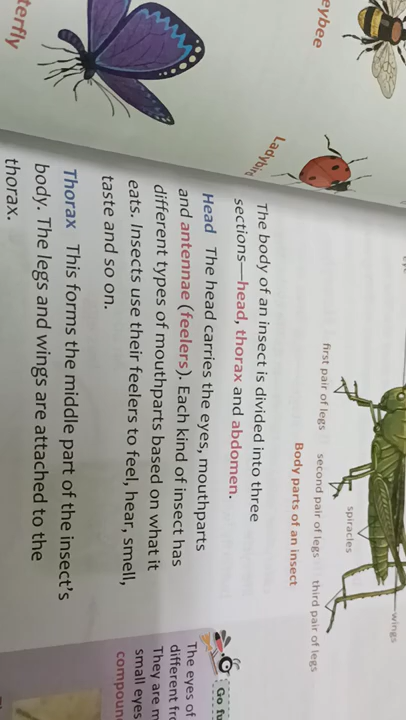 Ladybird
wings
spiracles
first pair of legs second pair of legs third pair of legs
Body parts of an insect
The body of an insect is divided into three
sections—head, thorax and abdomen.
Head The head carries the eyes, mouthparts
and antennae (feelers). Each kind of insect has
different types of mouthparts based on what it
eats. Insects use their feelers to feel, hear, smell,
taste and so on.
Thorax This forms the middle part of the insect's
body. The legs and wings are attached to the
thorax.
Go
The eyes of
different
They are
small eyes